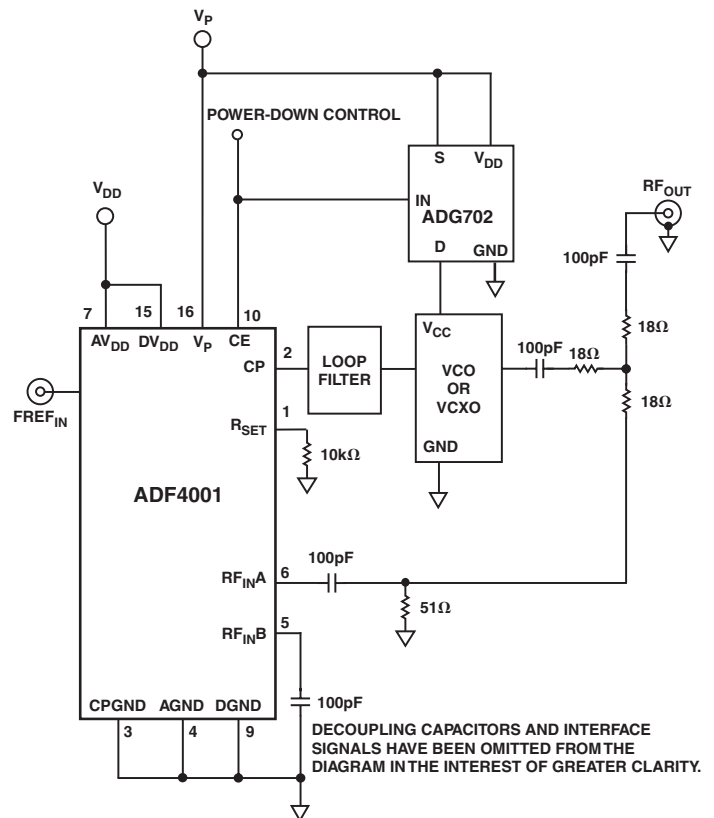 VP
POWER-DOWN CONTROL
S VDD
VDD
IN
ADG702
RFOUT
D GND
100pF
7 15 16 10
AVDD DVDD VP CE
2
CP
LOOP
FILTER
VCC
VCO
OR
VCXO
GND
100pF
18Ω
18Ω
18Ω
FREFIN
1
RSET
10kΩ
ADF4001
100pF
6
RFINA
51Ω
5
RFINB
100pF
CPGND AGND DGND
3 4 9
DECOUPLING CAPACITORS AND INTERFACE
SIGNALS HAVE BEEN OMITTED FROM THE
DIAGRAM IN THE INTEREST OF GREATER CLARITY.